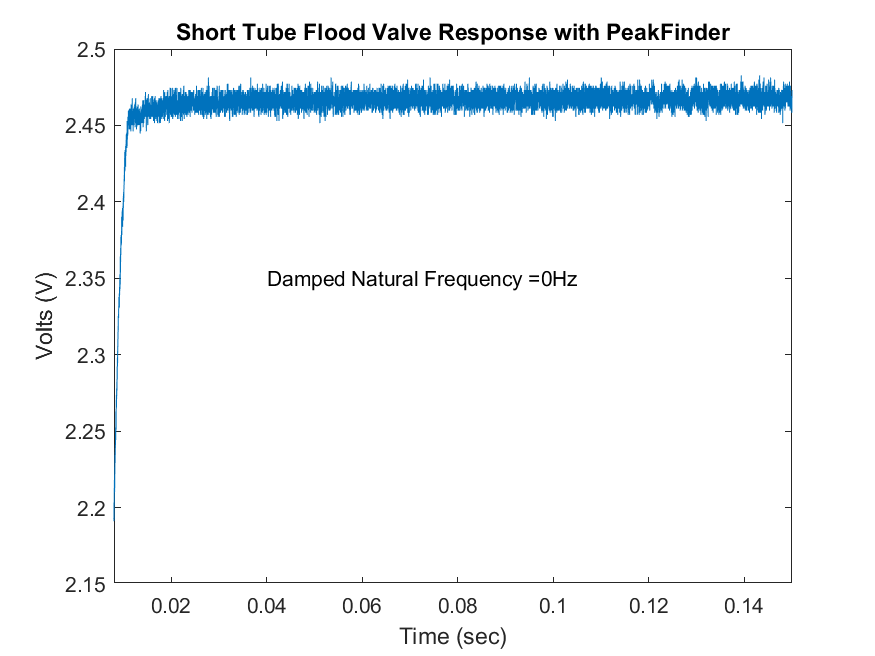 Short Tube Flood Valve Response with PeakFinder
2.5
2.45
2.4
2.35
2.3
2.25
2.2
2.15
Volts (V)
Damped Natural Frequency =0Hz
0.02 0.04 0.06 0.08 0.1 0.12 0.14
Time (sec)